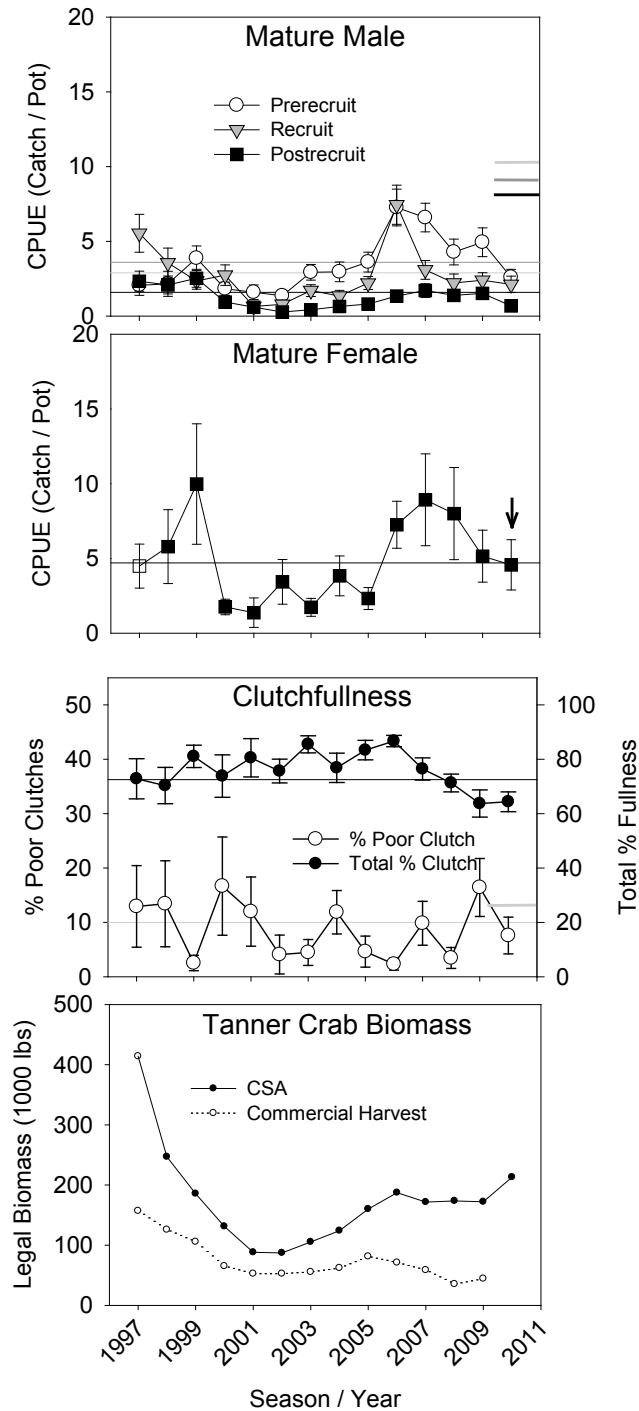 Mature Male
20
15
10
5
0
CPUE (Catch / Pot)
Prerecruit
Recruit
Postrecruit
Mature Female
20
15
10
5
0
CPUE (Catch / Pot)
Clutchfullness
50
40
30
20
10
0
% Poor Clutches
100
80
60
40
20
0
Total % Fullness
% Poor Clutch
Total % Clutch
Tanner Crab Biomass
500
400
300
200
100
0
Legal Biomass (1000 lbs)
CSA
Commercial Harvest
1997
1999
2001
2003
2005
2007
2009
2011
Season / Year